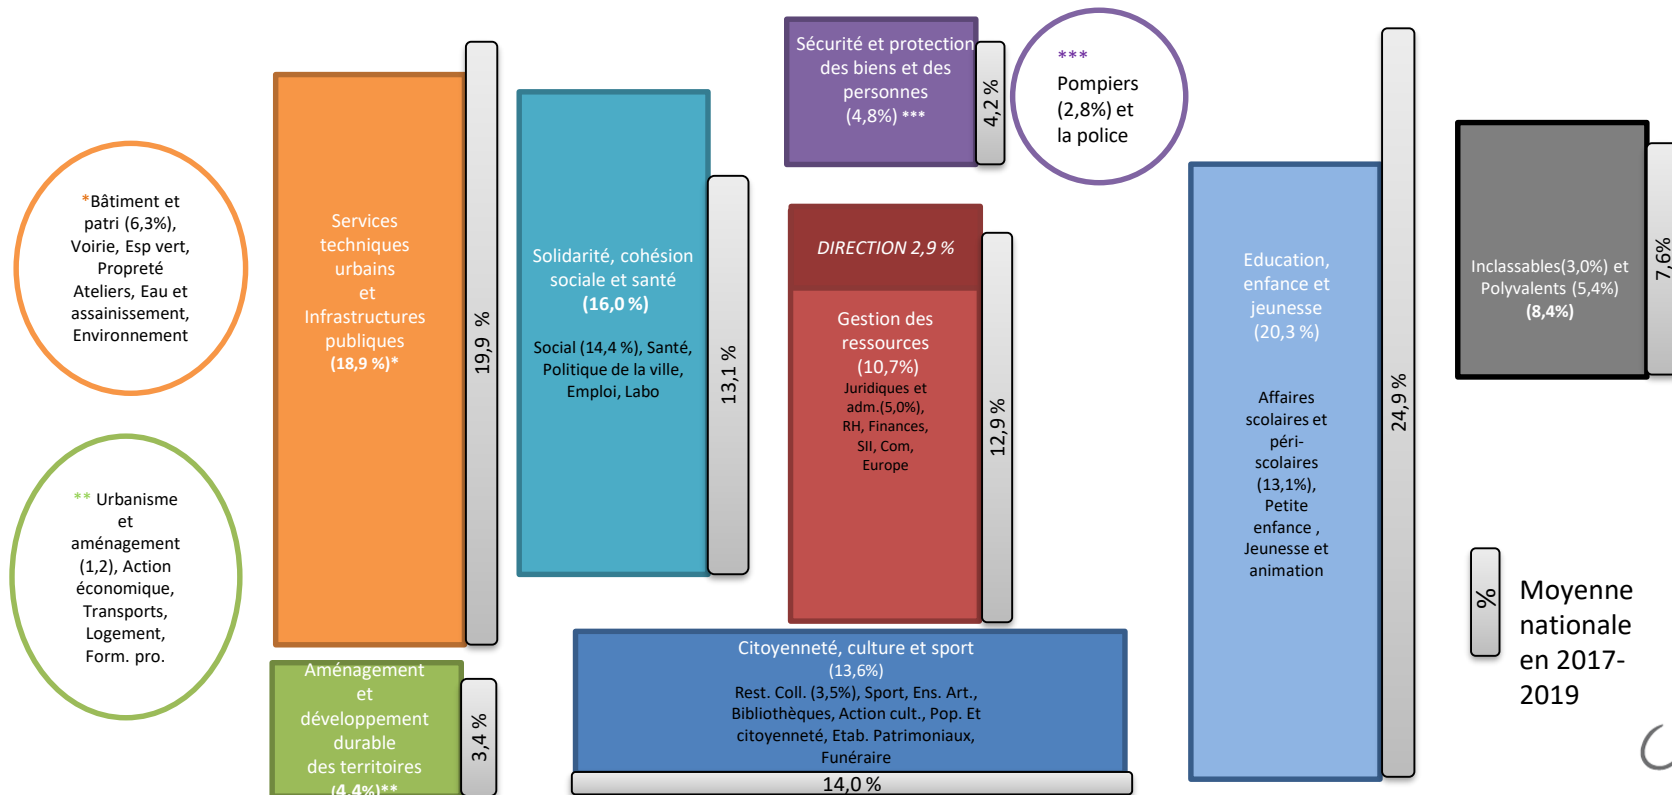 *Bâtiment et
patri (6,3%),
Voirie, Esp vert,
Propreté
Ateliers, Eau et
assainissement,
Environnement
** Urbanisme
et
aménagement
(1,2), Action
économique,
Transports,
Logement,
Form. pro.
Services
techniques
urbains
et
Infrastructures
publiques
(18,9 %)*
19,9 %
Aménagement
et
développement
durable
des territoires
(4,4%)**
3,4 %
Solidarité, cohésion
sociale et santé
(16,0 %)
Social (14,4 %), Santé,
Politique de la ville,
Emploi, Labo
13,1 %
Sécurité et protection
des biens et des
personnes
(4,8%) ***
4,2 %
***
Pompiers
(2,8%) et
la police
DIRECTION 2,9 %
Gestion des
ressources
(10,7%)
Juridiques et
adm.(5,0%),
RH, Finances,
SII, Com,
Europe
12,9 %
Citoyenneté, culture et sport
(13,6%)
Rest. Coll. (3,5%), Sport, Ens. Art.,
Bibliothèques, Action cult., Pop. Et
citoyenneté, Etab. Patrimoniaux,
Funéraire
14,0 %
Education,
enfance et
jeunesse
(20,3 %)
Affaires
scolaires et
péri-
scolaires
(13,1%),
Petite
enfance ,
Jeunesse et
animation
24,9 %
Inclassables(3,0%) et
Polyvalents (5,4%)
(8,4%)
7,6%
%
Moyenne
nationale
en 2017-
2019